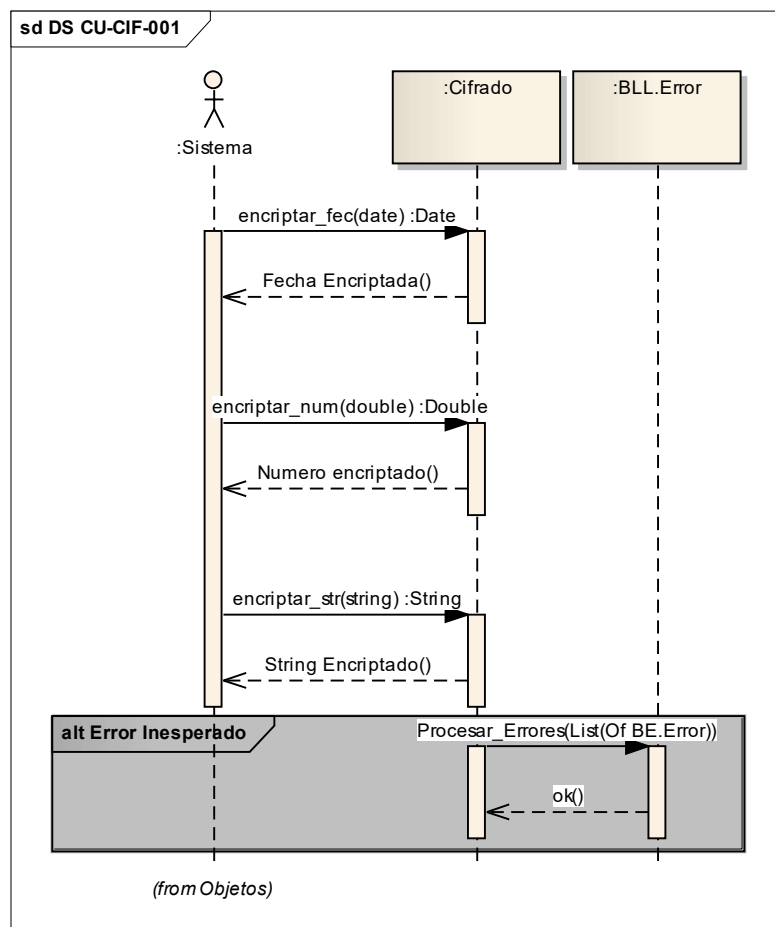 sd DS CU-CIF-001
:Sistema
:Cifrado
:BLL.Error
encriptar_fec(date) :Date
Fecha Encriptada()
encriptar_num(double) :Double
Numero encriptado()
encriptar_str(string) :String
String Encriptado()
alt Error Inesperado
Procesar_Errores(List(Of BE.Error))
ok()
(from Objetos)